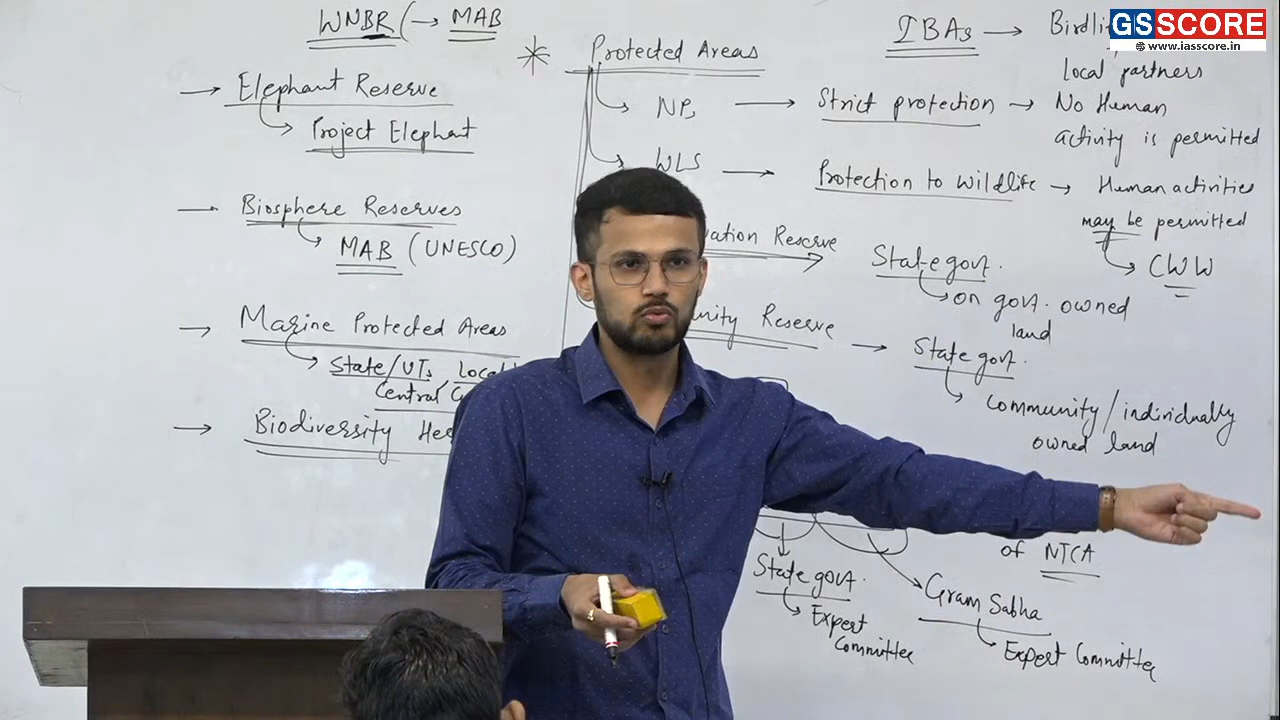 WNBR (→ MAB
→ Elephant Reserve
Project Elephant
→ Biosphere Reserves
MAB (UNESCO)
→ Marine Protected Areas
State/UTs, Local
Central
→ Biodiversity
* Protected Areas
NPs → Strict protection → No Human
activity is permitted
WLS → Protection to wildlife → Human activities
may be permitted
CWW
vation Reserve
State govt.
on govt. owned
land
unity Reserve → State govt.
Community/individually
owned land
of NTCA
State govt.
Expert
Committee
Gram Sabha
Expert Committee
IBAs → Birdli
local partners
GSSCORE
www.iasscore.in